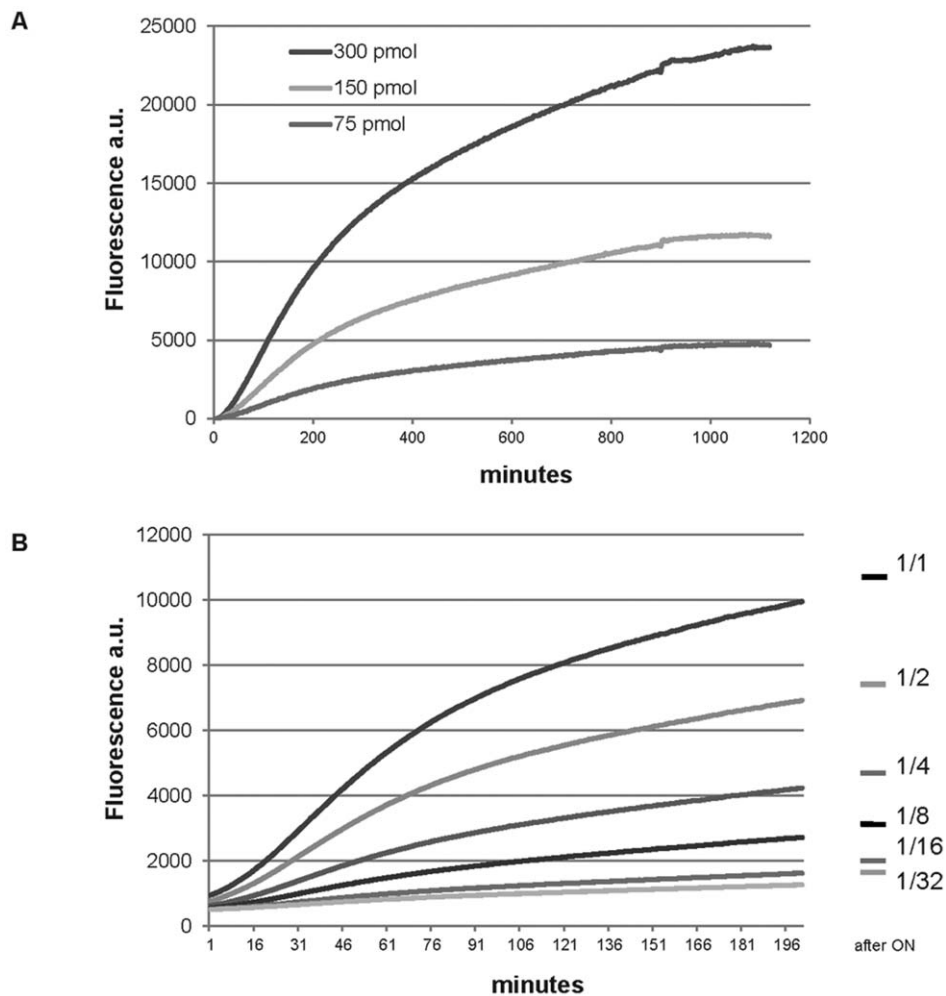 A
Fluorescence a.u.
25000
20000
15000
10000
5000
0
300 pmol
150 pmol
75 pmol
0 200 400 600 800 1000 1200
minutes
B
Fluorescence a.u.
12000
10000
8000
6000
4000
2000
0
1 16 31 46 61 76 91 106 121 136 151 166 181 196
minutes
1/1
1/2
1/4
1/8
1/16
1/32
after ON